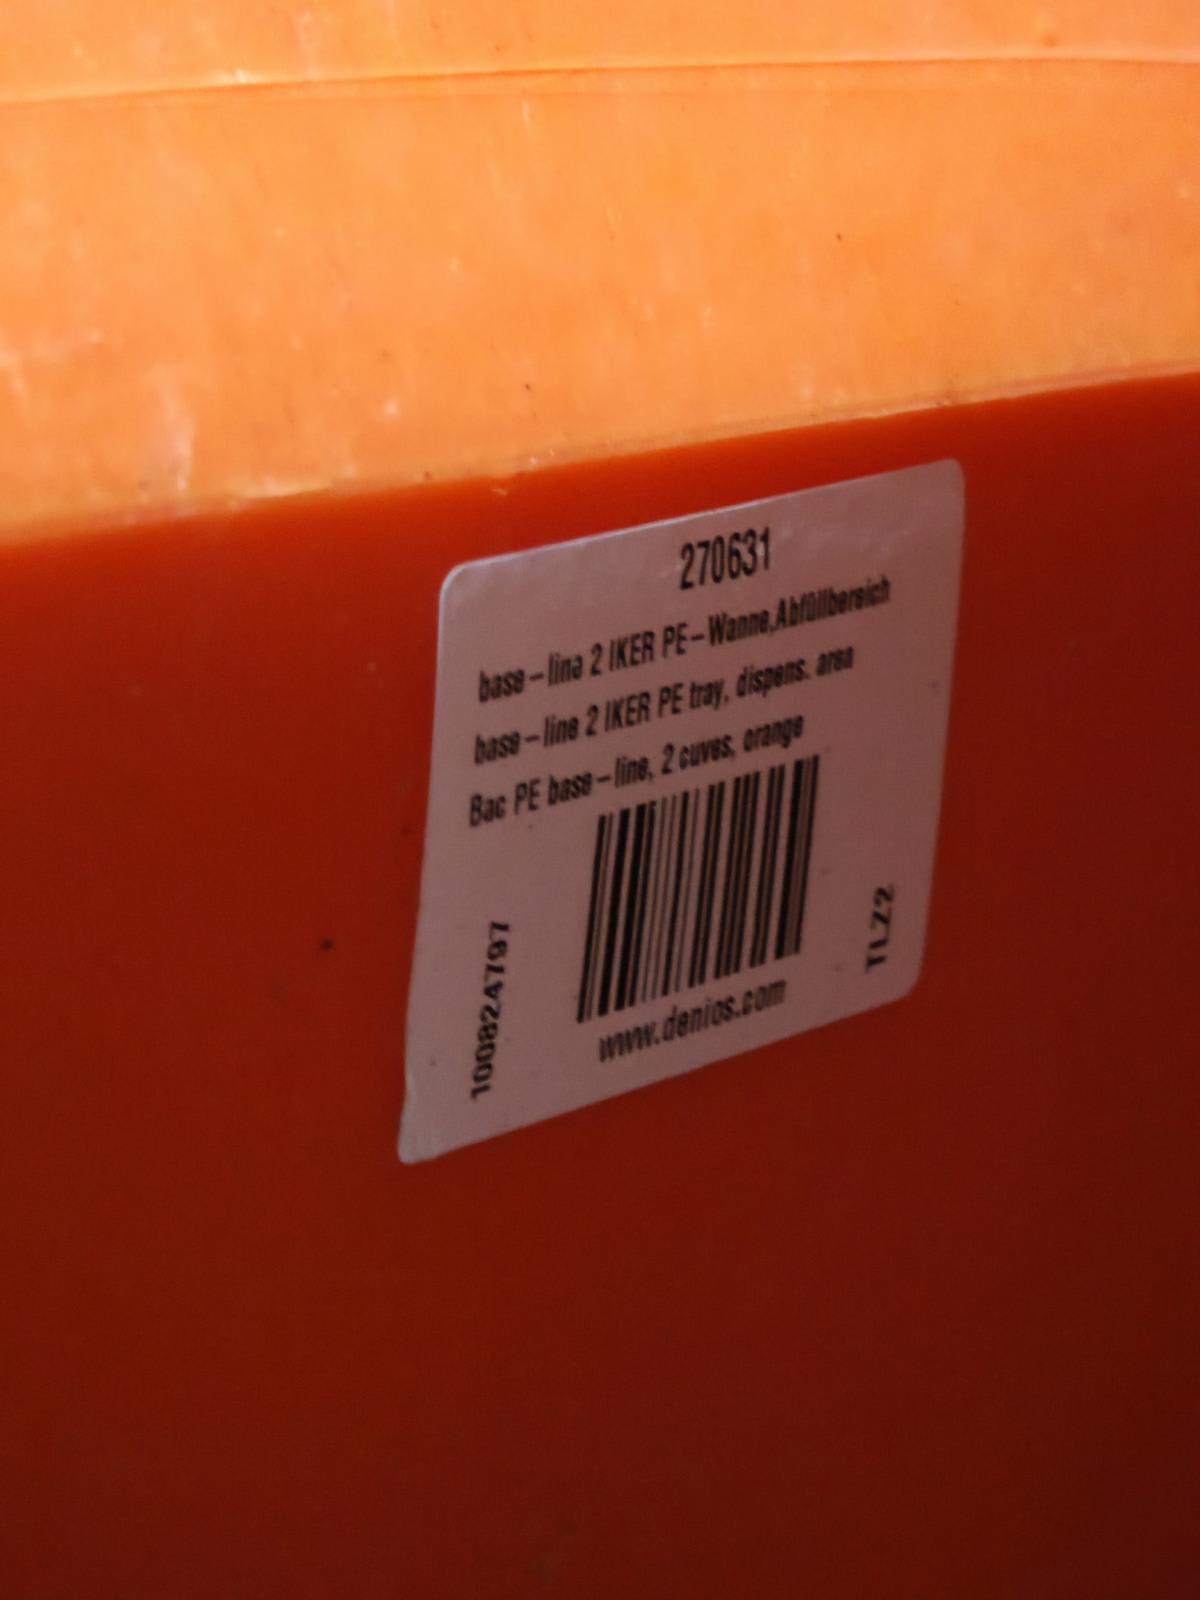 270631
base-line 2 IKER PE-Wanne,Abfüllbereich
base-line 2 IKER PE tray, dispens. area
Bac PE base-line, 2 cuves, orange
100824797
TLZ2
www.denios.com